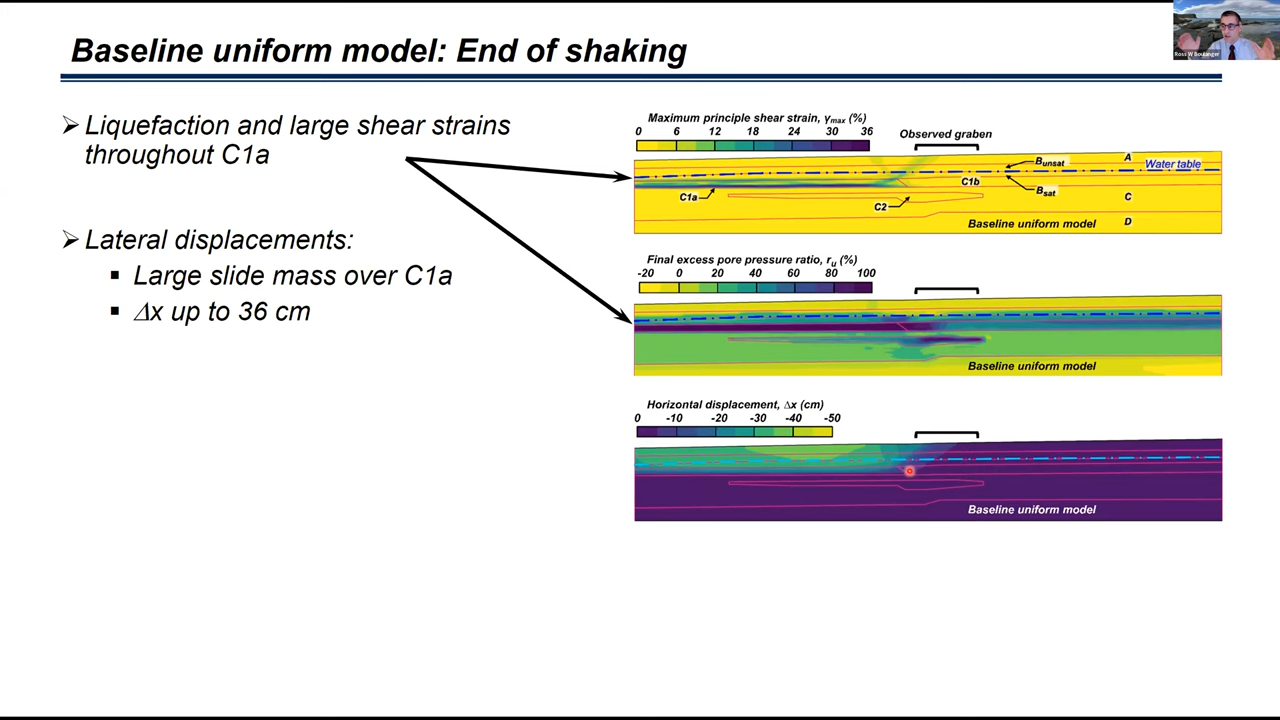 Baseline uniform model: End of shaking
Ross W Boulanger
Liquefaction and large shear strains
throughout C1a
Lateral displacements:
Large slide mass over C1a
Δx up to 36 cm
Maximum principle shear strain, γmax (%)
0 6 12 18 24 30 36
Observed graben
A
Bunsat
Water table
C1b
Bsat
C1a
C2
C
Baseline uniform model
D
Final excess pore pressure ratio, ru (%)
-20 0 20 40 60 80 100
Baseline uniform model
Horizontal displacement, Δx (cm)
0 -10 -20 -30 -40 -50
Baseline uniform model